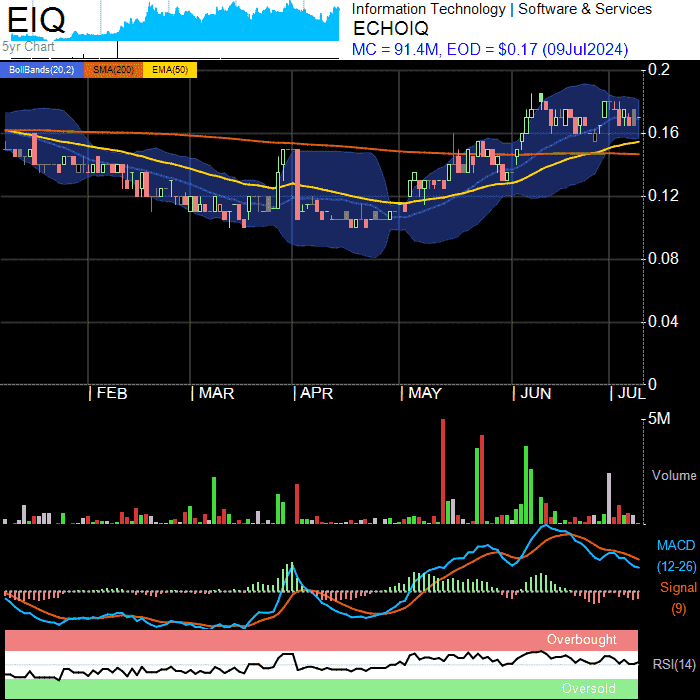 EIQ
5yr Chart
Information Technology | Software & Services
ECHOIQ
MC = 91.4M, EOD = $0.17 (09Jul2024)
BollBands(20,2) SMA(200) EMA(50)
0.2
0.16
0.12
0.08
0.04
0
| FEB | MAR | APR | MAY | JUN | JUL
5M
Volume
MACD
(12-26)
Signal
(9)
Overbought
RSI(14)
Oversold